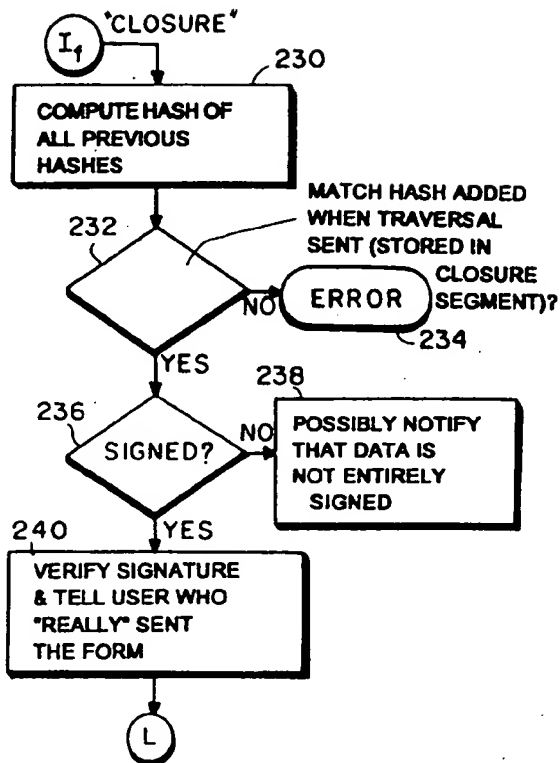 "CLOSURE"
If
230
COMPUTE HASH OF
ALL PREVIOUS
HASHES
232
MATCH HASH ADDED
WHEN TRAVERSAL
SENT (STORED IN
CLOSURE
SEGMENT)?
NO
ERROR
234
YES
236
SIGNED?
NO
238
POSSIBLY NOTIFY
THAT DATA IS
NOT ENTIRELY
SIGNED
YES
240
VERIFY SIGNATURE
& TELL USER WHO
"REALLY" SENT
THE FORM
L